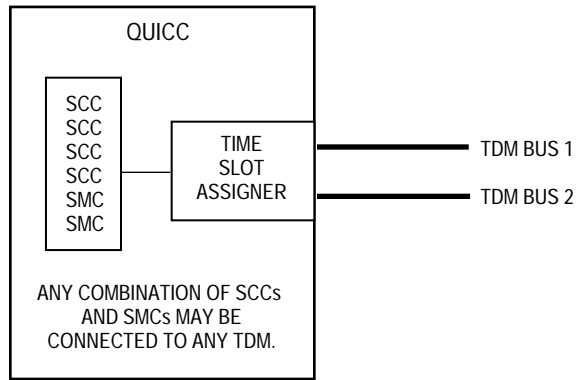 QUICC
SCC
SCC
SCC
SCC
SMC
SMC
TIME
SLOT
ASSIGNER
TDM BUS 1
TDM BUS 2
ANY COMBINATION OF SCCs
AND SMCs MAY BE
CONNECTED TO ANY TDM.